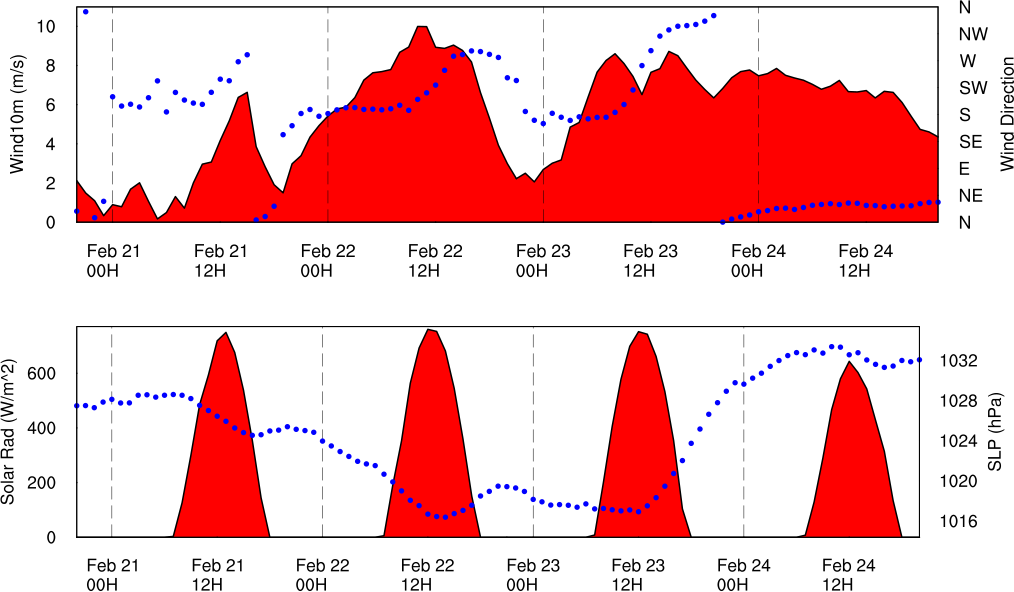 N
10
NW
8
W
SW
6
S
4
SE
E
2
NE
0
N
Wind10m (m/s)
Wind Direction
Feb 21 Feb 21 Feb 22 Feb 22 Feb 23 Feb 23 Feb 24 Feb 24
00H 12H 00H 12H 00H 12H 00H 12H
600
1032
1028
400
1024
200
1020
1016
0
Solar Rad (W/m^2)
SLP (hPa)
Feb 21 Feb 21 Feb 22 Feb 22 Feb 23 Feb 23 Feb 24 Feb 24
00H 12H 00H 12H 00H 12H 00H 12H